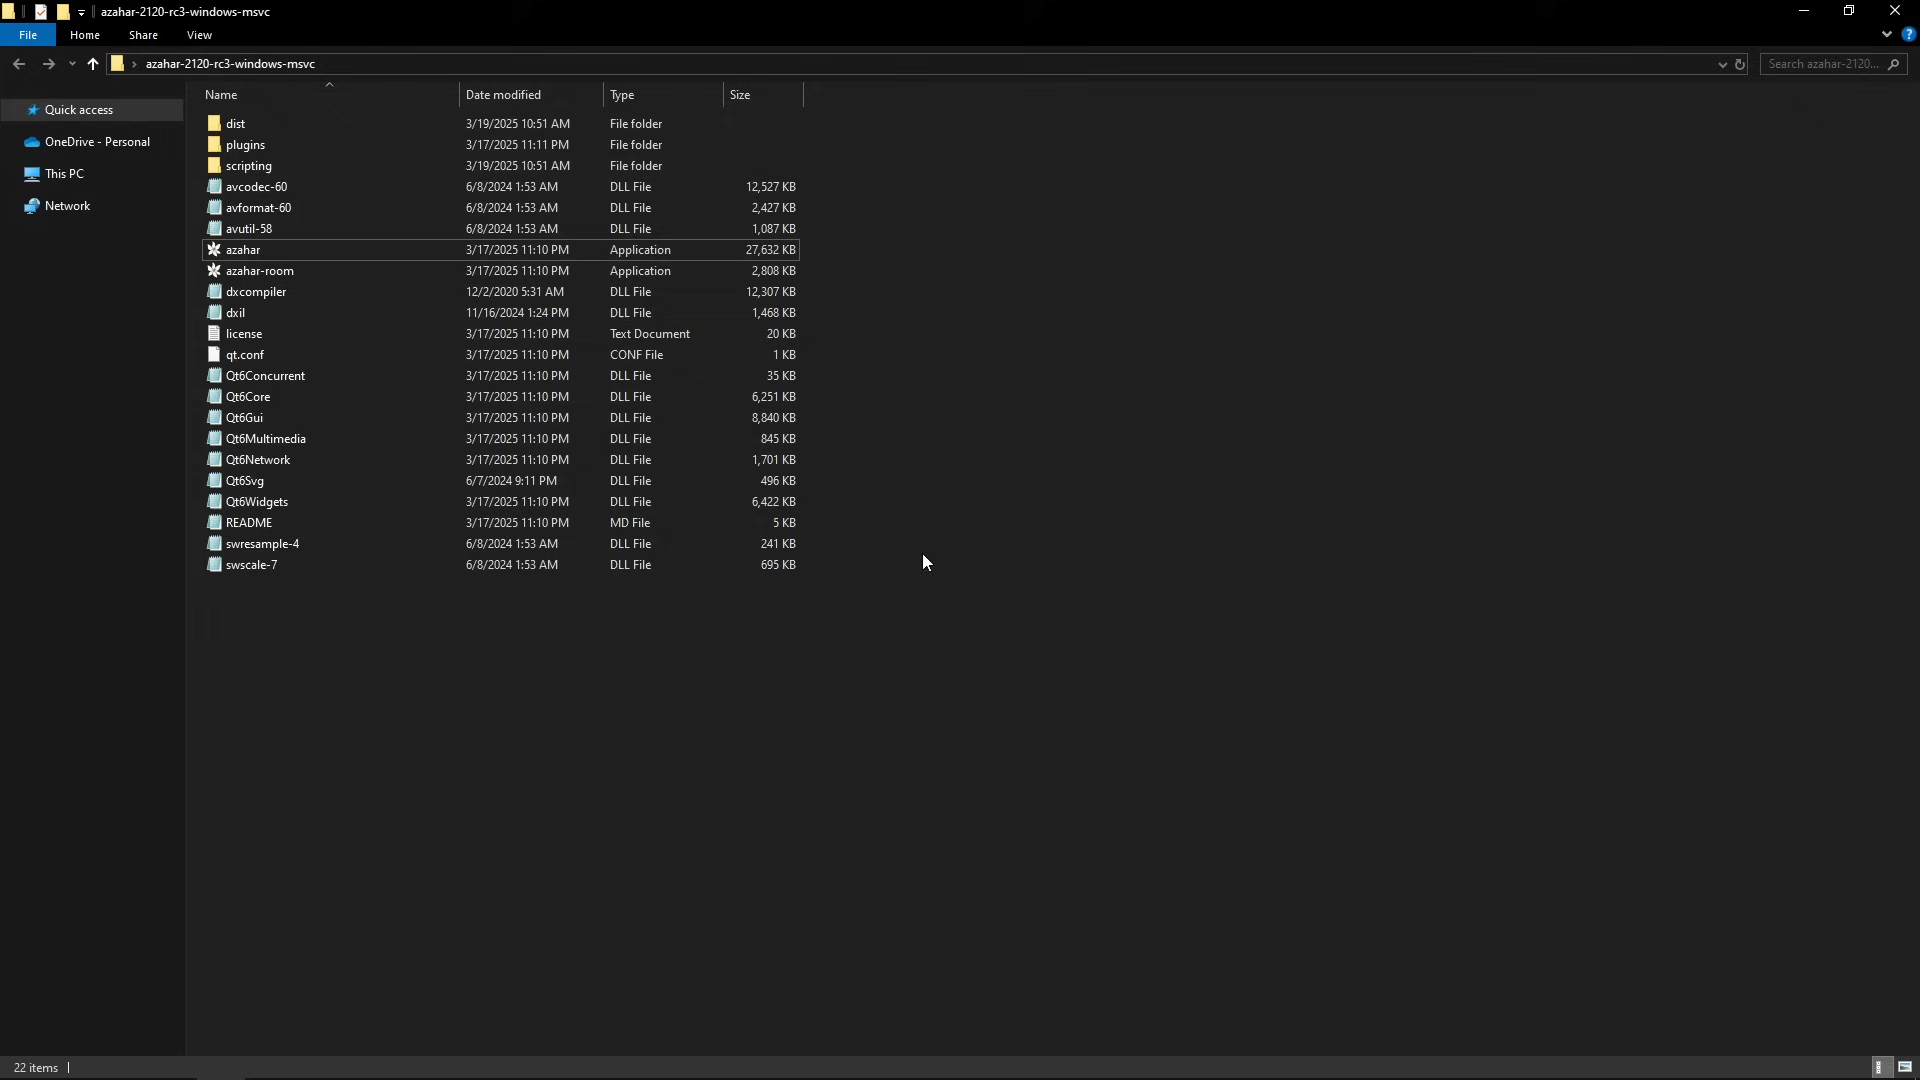 azahar-2120-rc3-windows-msvc
File Home Share View
azahar-2120-rc3-windows-msvc Search azahar-2120...
Name Date modified Type Size
Quick access
OneDrive - Personal
This PC
Network
dist 3/19/2025 10:51 AM File folder
plugins 3/17/2025 11:11 PM File folder
scripting 3/19/2025 10:51 AM File folder
avcodec-60 6/8/2024 1:53 AM DLL File 12,527 KB
avformat-60 6/8/2024 1:53 AM DLL File 2,427 KB
avutil-58 6/8/2024 1:53 AM DLL File 1,087 KB
azahar 3/17/2025 11:10 PM Application 27,632 KB
azahar-room 3/17/2025 11:10 PM Application 2,808 KB
dxcompiler 12/2/2020 5:31 AM DLL File 12,307 KB
dxil 11/16/2024 1:24 PM DLL File 1,468 KB
license 3/17/2025 11:10 PM Text Document 20 KB
qt.conf 3/17/2025 11:10 PM CONF File 1 KB
Qt6Concurrent 3/17/2025 11:10 PM DLL File 35 KB
Qt6Core 3/17/2025 11:10 PM DLL File 6,251 KB
Qt6Gui 3/17/2025 11:10 PM DLL File 8,840 KB
Qt6Multimedia 3/17/2025 11:10 PM DLL File 845 KB
Qt6Network 3/17/2025 11:10 PM DLL File 1,701 KB
Qt6Svg 6/7/2024 9:11 PM DLL File 496 KB
Qt6Widgets 3/17/2025 11:10 PM DLL File 6,422 KB
README 3/17/2025 11:10 PM MD File 5 KB
swresample-4 6/8/2024 1:53 AM DLL File 241 KB
swscale-7 6/8/2024 1:53 AM DLL File 695 KB
22 items